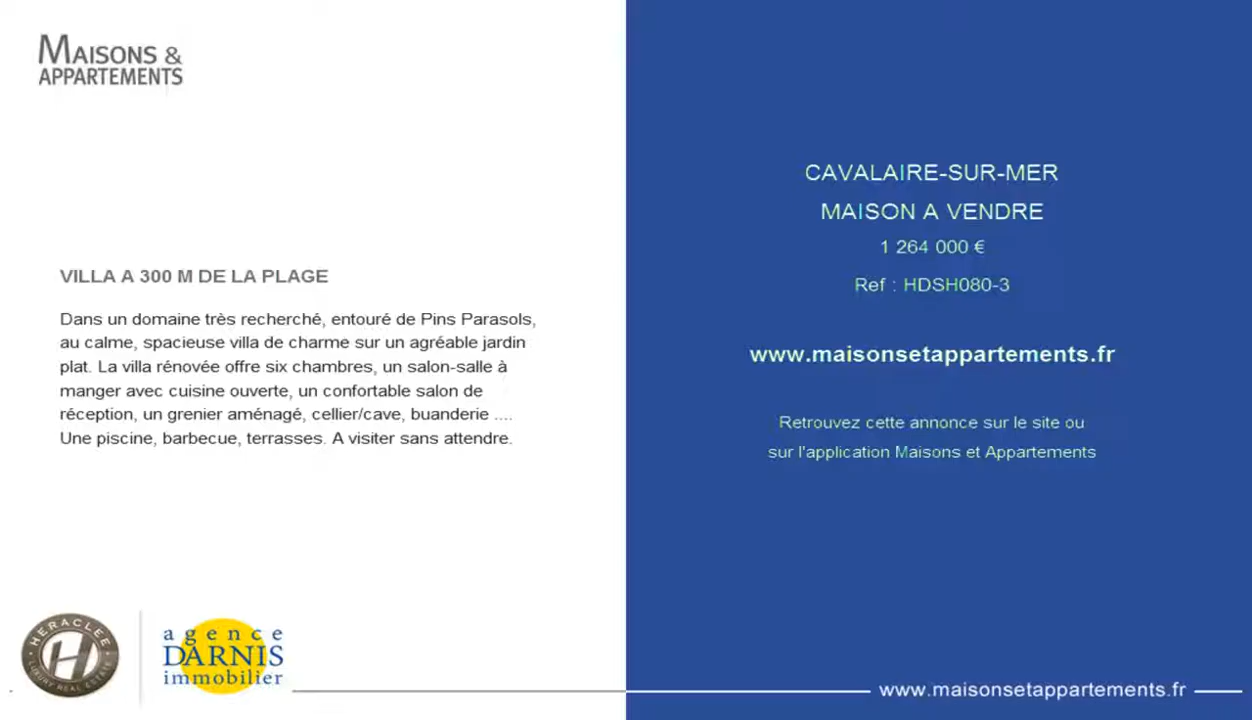 MAISONS &
APPARTEMENTS
VILLA A 300 M DE LA PLAGE
Dans un domaine très recherché, entouré de Pins Parasols,
au calme, spacieuse villa de charme sur un agréable jardin
plat. La villa rénovée offre six chambres, un salon-salle à
manger avec cuisine ouverte, un confortable salon de
réception, un grenier aménagé, cellier/cave, buanderie ....
Une piscine, barbecue, terrasses. A visiter sans attendre.
HERACLEE
H
LUXURY REAL ESTATE
agence
DARNIS
immobilier
CAVALAIRE-SUR-MER
MAISON A VENDRE
1 264 000 €
Ref : HDSH080-3
www.maisonsetappartements.fr
Retrouvez cette annonce sur le site ou
sur l'application Maisons et Appartements
www.maisonsetappartements.fr